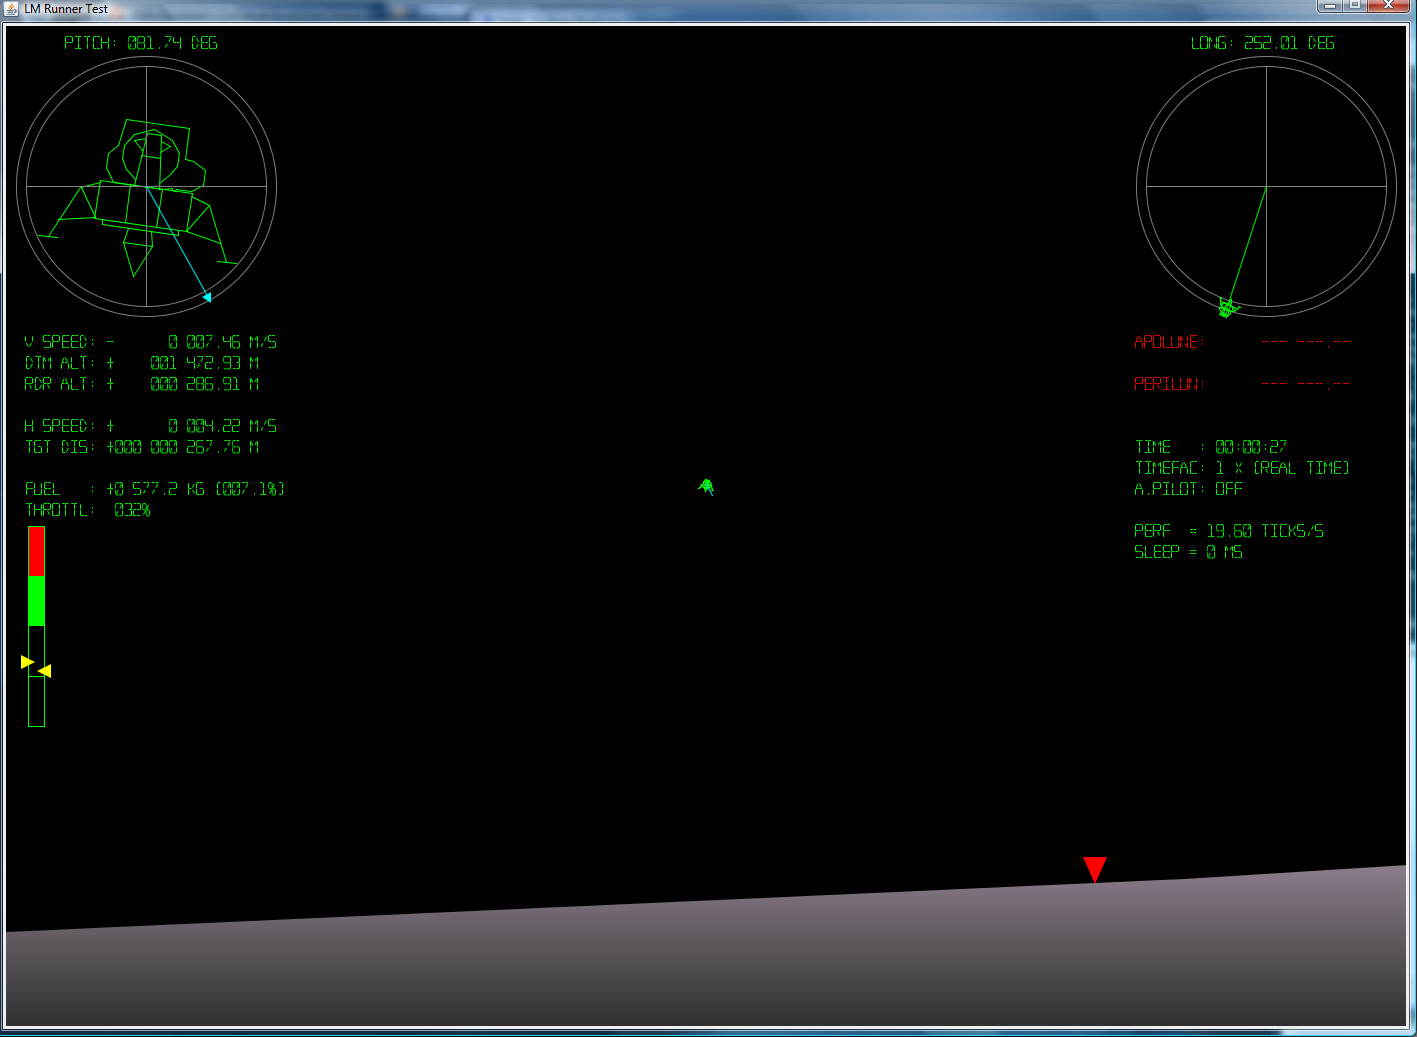 LM Runner Test
PITCH: 081.74 DEG
LONG: 252.01 DEG
V SPEED: - 0 007.46 M/S
DTM ALT: + 001 472.93 M
RDR ALT: + 000 286.91 M
H SPEED: + 0 004.22 M/S
TGT DIS: +000 000 267.76 M
FUEL : +0 577.2 KG (007.1%)
THROTTL: 032%
APOLUNE: --- ---.--
PERILUN: --- ---.--
TIME : 00:00:27
TIMEFAC: 1 X (REAL TIME)
A.PILOT: OFF
PERF = 19.60 TICKS/S
SLEEP = 0 MS